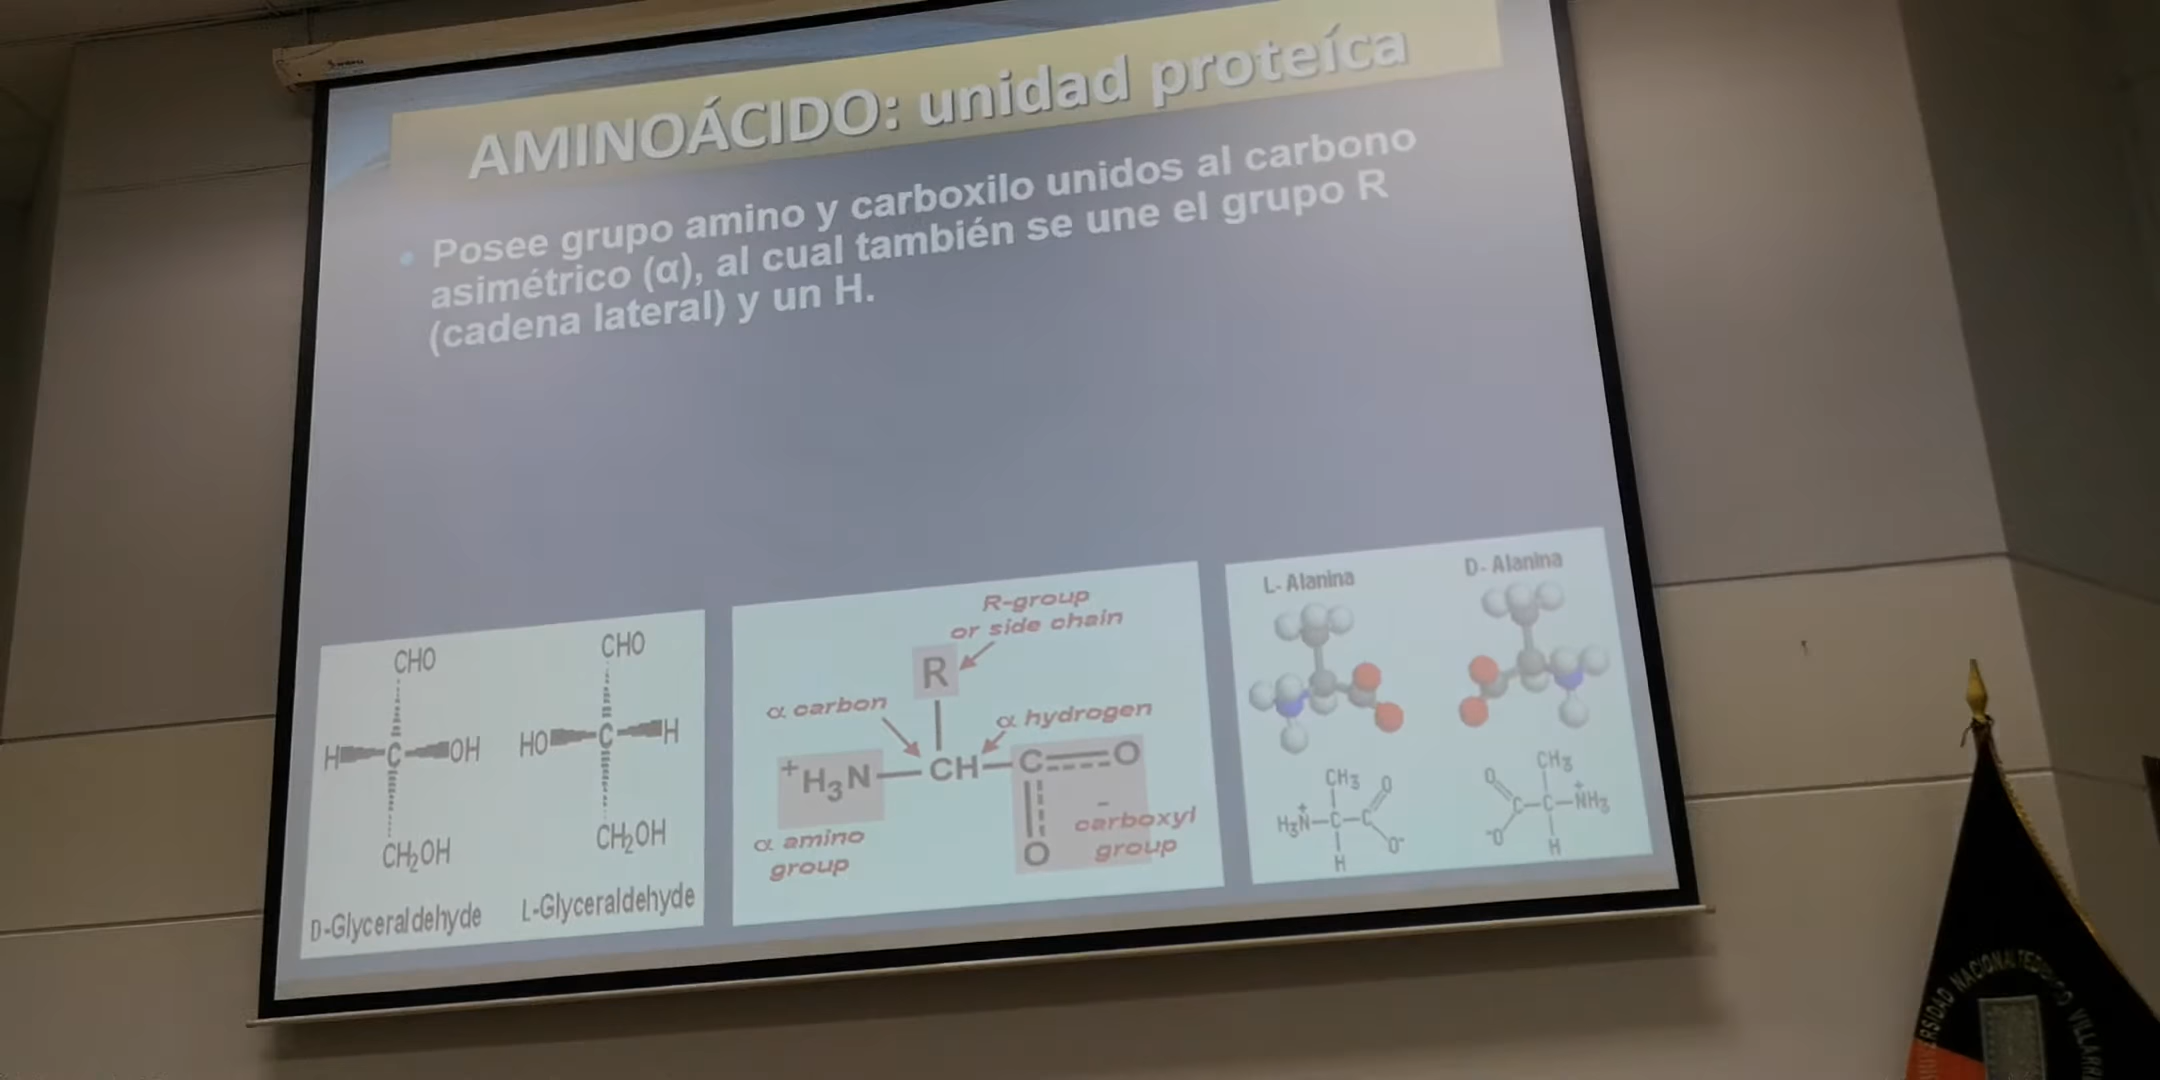 AMINOÁCIDO: unidad proteíca
• Posee grupo amino y carboxilo unidos al carbono
asimétrico (α), al cual también se une el grupo R
(cadena lateral) y un H.
CHO
H C OH
CH₂OH
D-Glyceraldehyde
CHO
HO C H
CH₂OH
L-Glyceraldehyde
R-group
or side chain
R
α carbon
α hydrogen
⁺H₃N—CH—C O
O
-
α amino
group
carboxyl
group
L- Alanina
D- Alanina
CH₃ O
H₃N⁺—C—C
O⁻
H
O CH₃
C—C—N⁺H₃
⁻O
H
NACIONAL